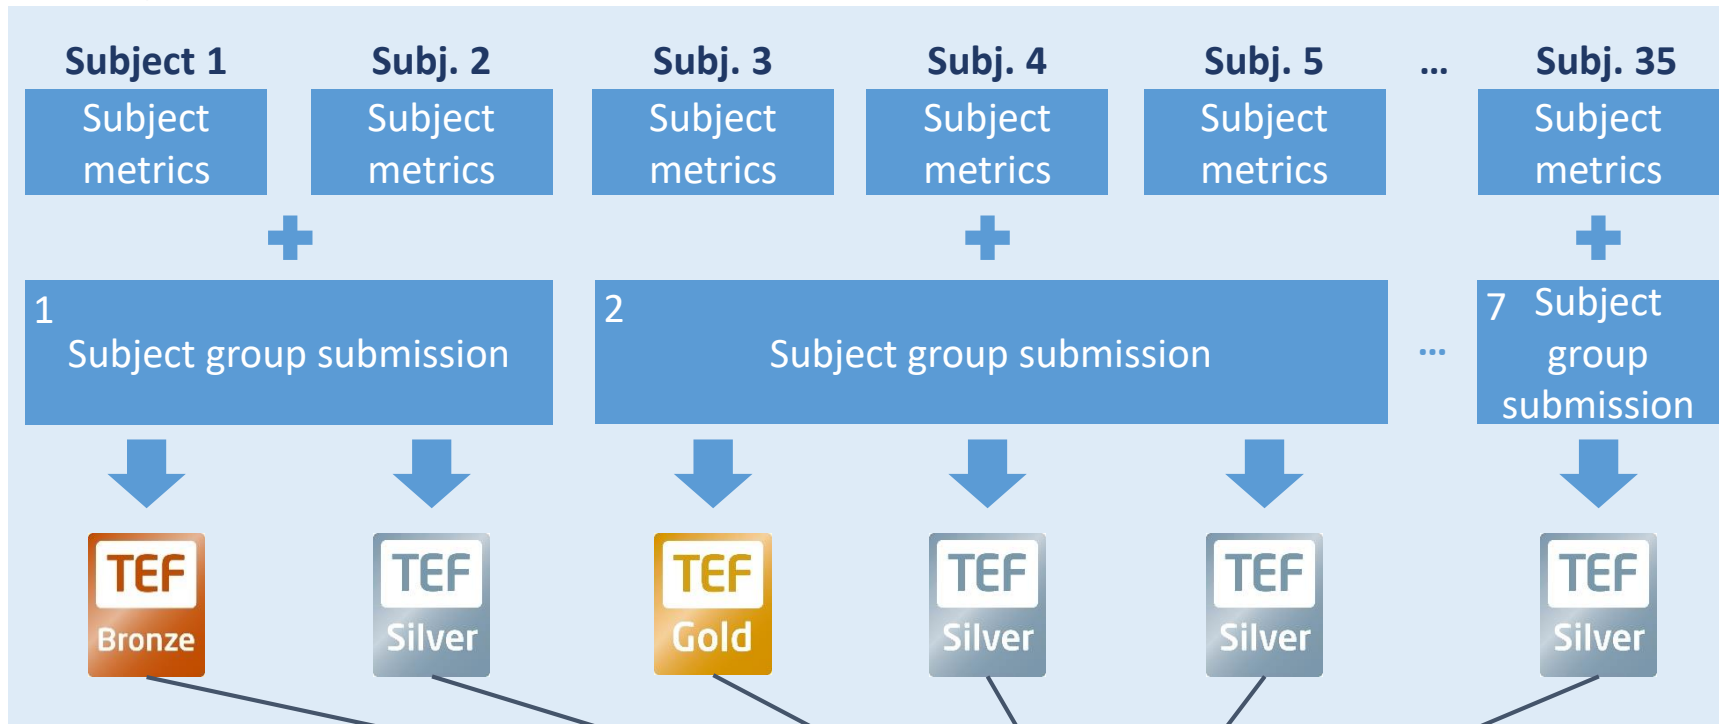 Subject 1 Subj. 2 Subj. 3 Subj. 4 Subj. 5 ... Subj. 35
Subject Subject Subject Subject Subject Subject
metrics metrics metrics metrics metrics metrics
1
Subject group submission
2
Subject group submission
...
7 Subject
group
submission
TEF TEF TEF TEF TEF TEF
Bronze Silver Gold Silver Silver Silver